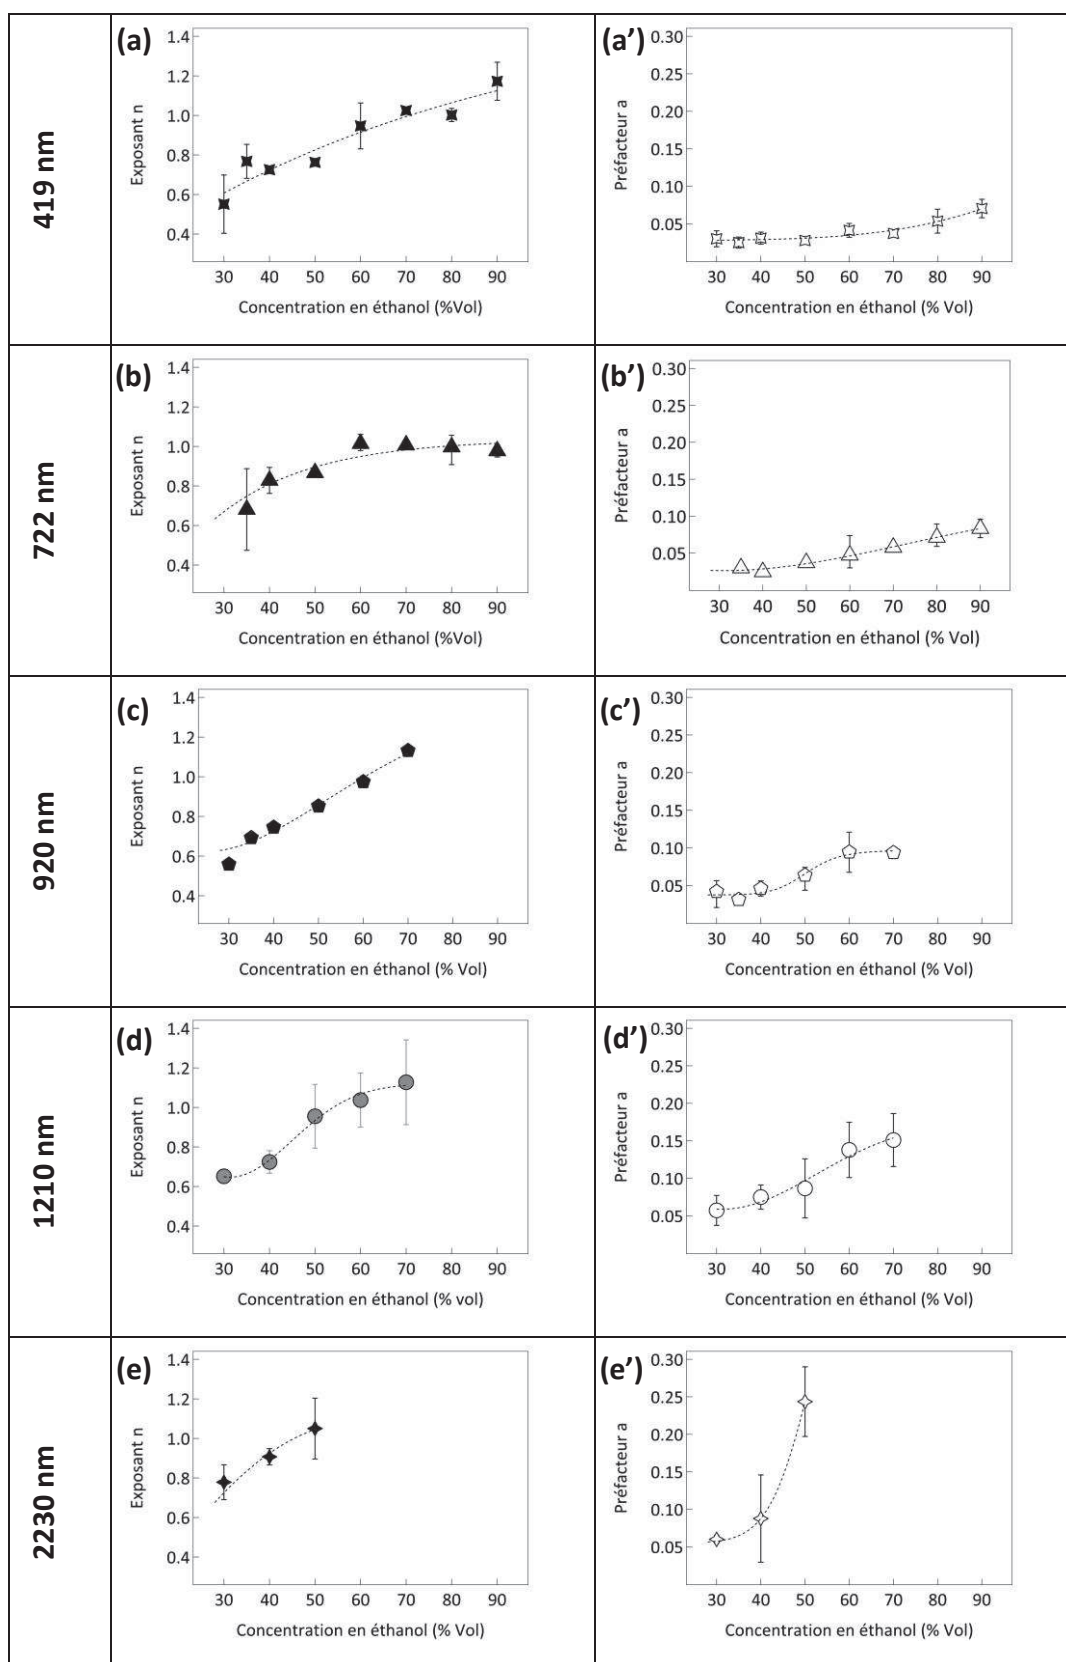 419 nm
(a)
1.4
1.2
1.0
0.8
0.6
0.4
Exposant n
30 40 50 60 70 80 90
Concentration en éthanol (%Vol)
(a')
0.30
0.25
0.20
0.15
0.10
0.05
Préfacteur a
30 40 50 60 70 80 90
Concentration en éthanol (%Vol)
722 nm
(b)
1.4
1.2
1.0
0.8
0.6
0.4
Exposant n
30 40 50 60 70 80 90
Concentration en éthanol (%Vol)
(b')
0.30
0.25
0.20
0.15
0.10
0.05
Préfacteur a
30 40 50 60 70 80 90
Concentration en éthanol (% Vol)
920 nm
(c)
1.4
1.2
1.0
0.8
0.6
0.4
Exposant n
30 40 50 60 70 80 90
Concentration en éthanol (% Vol)
(c')
0.30
0.25
0.20
0.15
0.10
0.05
Préfacteur a
30 40 50 60 70 80 90
Concentration en éthanol (% Vol)
1210 nm
(d)
1.4
1.2
1.0
0.8
0.6
0.4
Exposant n
30 40 50 60 70 80 90
Concentration en éthanol (% vol)
(d')
0.30
0.25
0.20
0.15
0.10
0.05
Préfacteur a
30 40 50 60 70 80 90
Concentration en éthanol (% Vol)
2230 nm
(e)
1.4
1.2
1.0
0.8
0.6
0.4
Exposant n
30 40 50 60 70 80 90
Concentration en éthanol (% Vol)
(e')
0.30
0.25
0.20
0.15
0.10
0.05
Préfacteur a
30 40 50 60 70 80 90
Concentration en éthanol (% Vol)